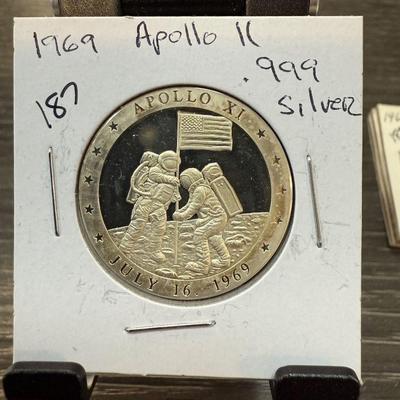 1969 Apollo 11
.999
187
Silver
APOLLO XI
JULY 16, 1969